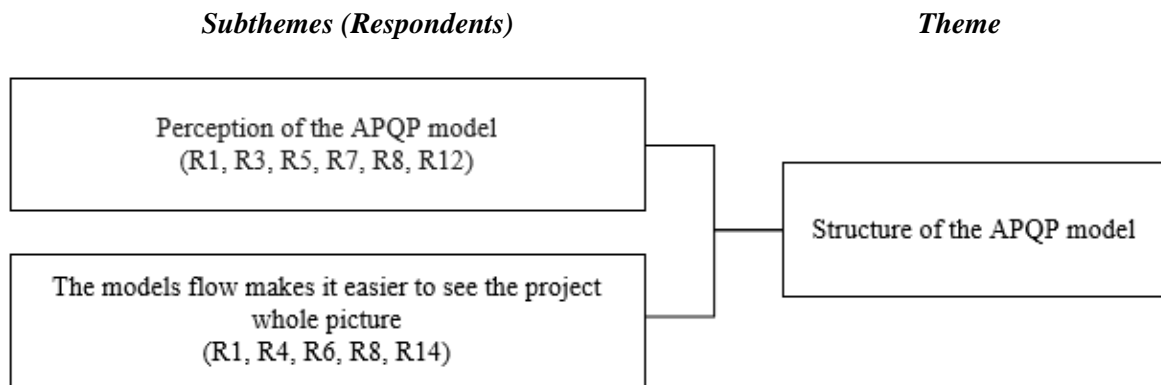 Subthemes (Respondents)
Theme
Perception of the APQP model
(R1, R3, R5, R7, R8, R12)
The models flow makes it easier to see the project
whole picture
(R1, R4, R6, R8, R14)
Structure of the APQP model